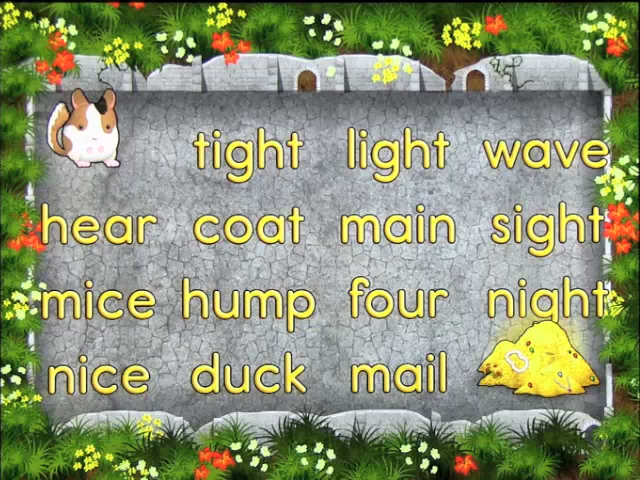 tight light wave
hear coat main sight
mice hump four night
nice duck mail